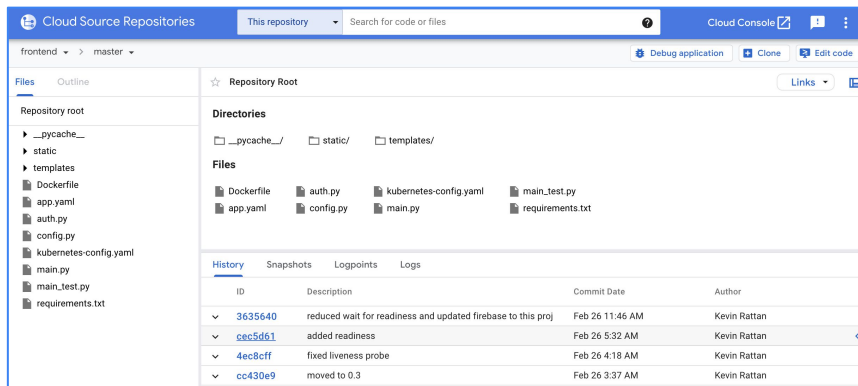 Cloud Source Repositories This repository Search for code or files ? Cloud Console !
frontend > master Debug application Clone Edit code
Files Outline
Repository root
__pycache__
static
templates
Dockerfile
app.yaml
auth.py
config.py
kubernetes-config.yaml
main.py
main_test.py
requirements.txt
Repository Root Links
Directories
__pycache__/ static/ templates/
Files
Dockerfile auth.py kubernetes-config.yaml main_test.py
app.yaml config.py main.py requirements.txt
History Snapshots Logpoints Logs
ID Description Commit Date Author
3635640 reduced wait for readiness and updated firebase to this proj Feb 26 11:46 AM Kevin Rattan
cec5d61 added readiness Feb 26 5:32 AM Kevin Rattan
4ec8cff fixed liveness probe Feb 26 4:18 AM Kevin Rattan
cc430e9 moved to 0.3 Feb 26 3:37 AM Kevin Rattan